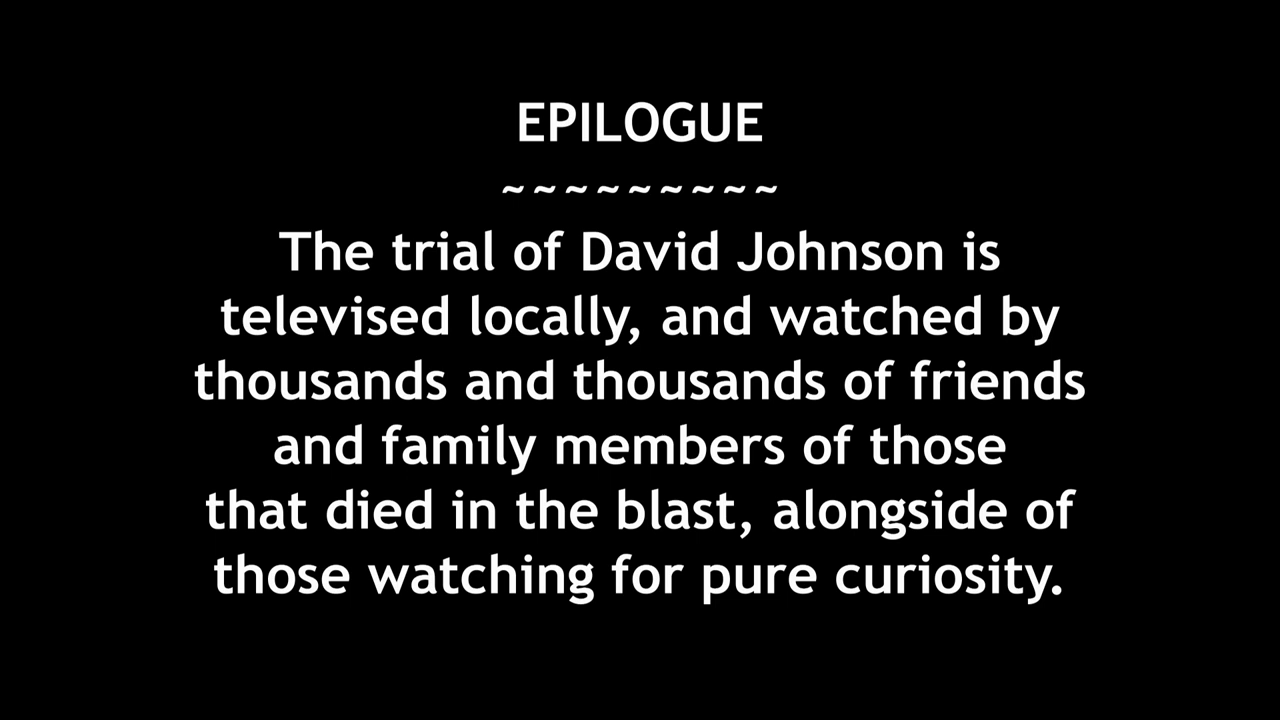 EPILOGUE
~~~~~~~~~
The trial of David Johnson is
televised locally, and watched by
thousands and thousands of friends
and family members of those
that died in the blast, alongside of
those watching for pure curiosity.